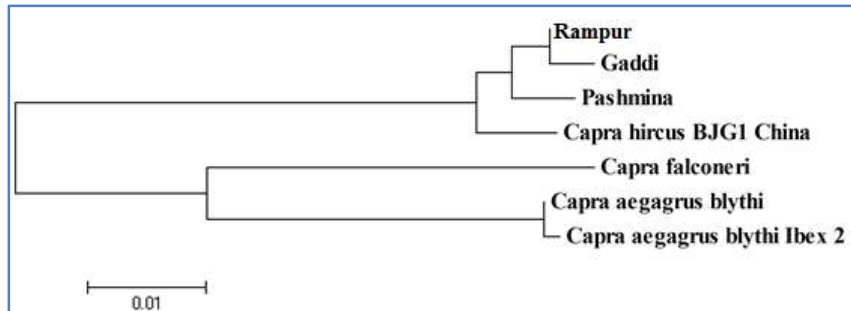 Rampur
Gaddi
Pashmina
Capra hircus BJG1 China
Capra falconeri
Capra aegagrus blythi
Capra aegagrus blythi Ibex 2
0.01